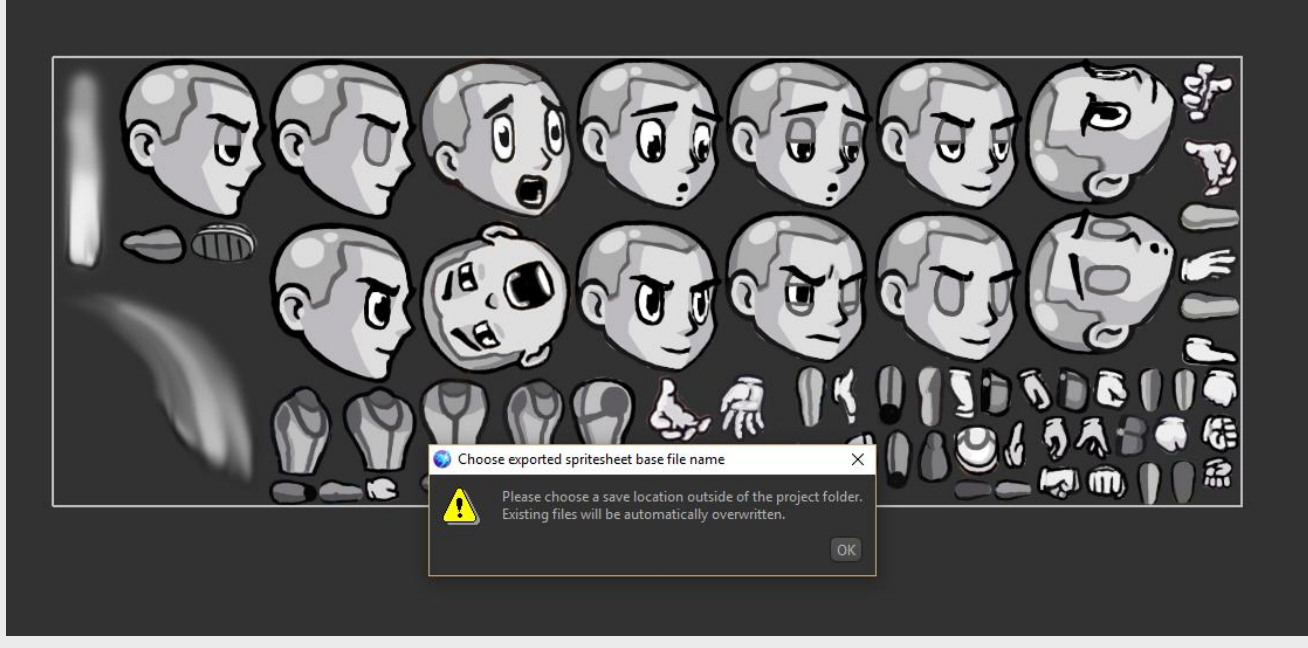 Choose exported spritesheet base file name
Please choose a save location outside of the project folder.
Existing files will be automatically overwritten.
OK